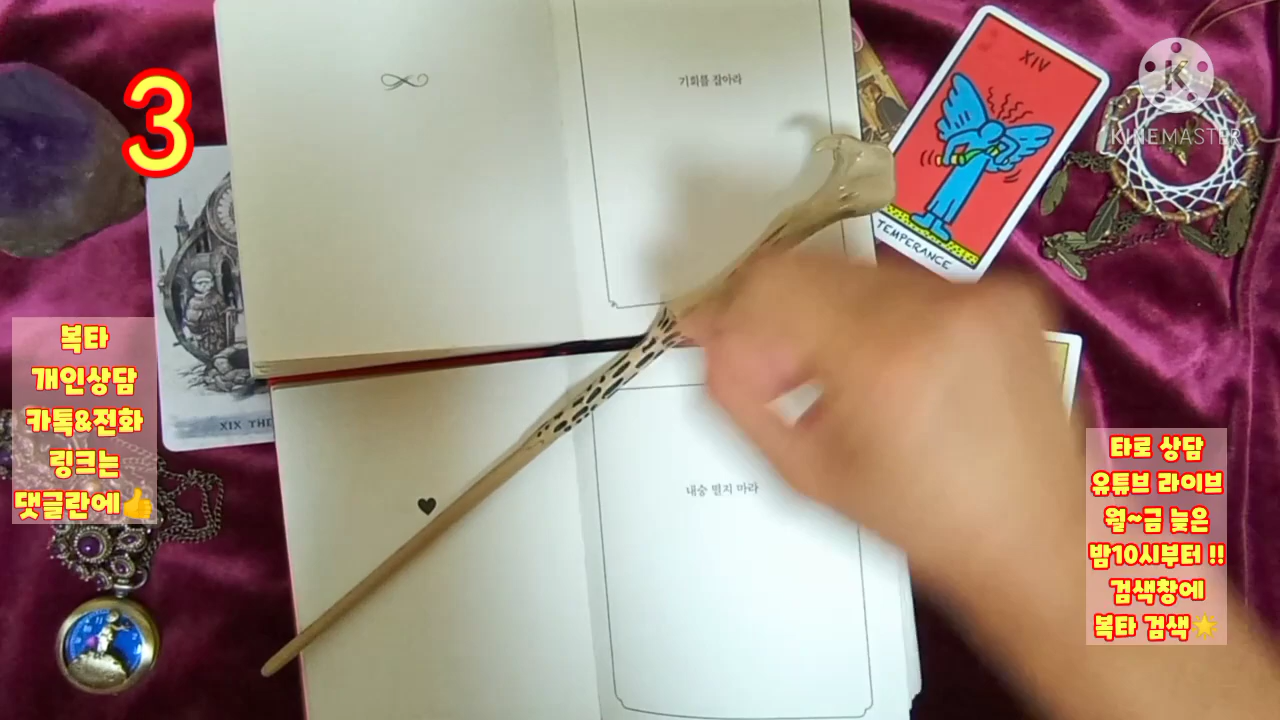 3
기회를 잡아라
XIV
TEMPERANCE
KINEMASTER
K
XIX THE
내숭 떨지 마라
복타
개인상담
카톡&전화
링크는
댓글란에👍
타로 상담
유튜브 라이브
월~금 늦은
밤10시부터 !!
검색창에
복타 검색🌟